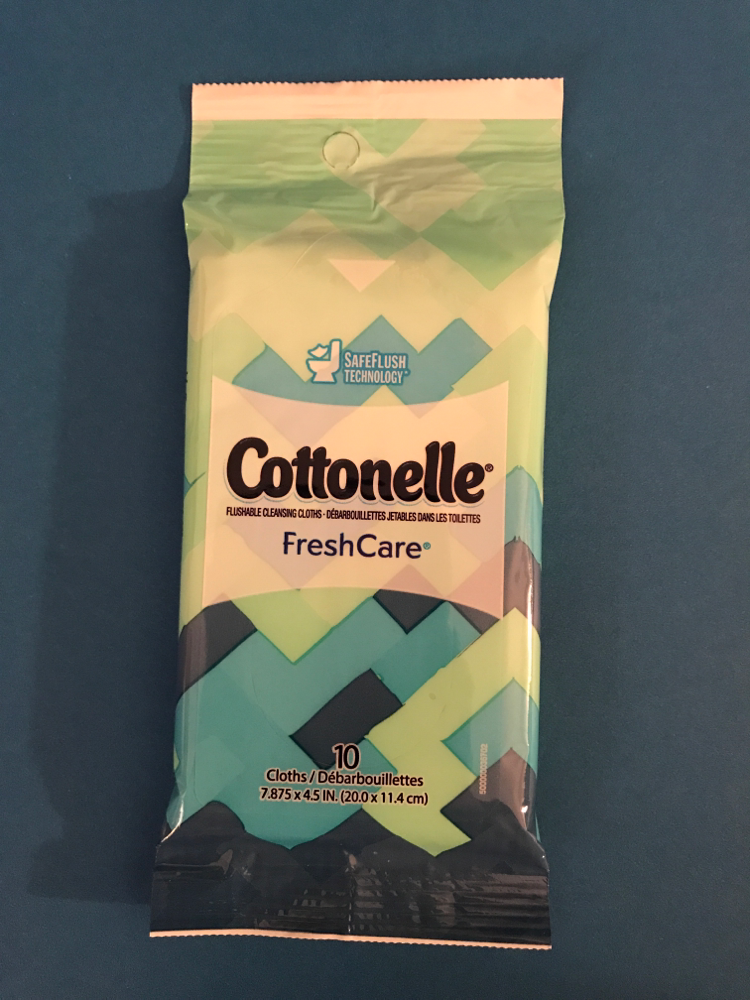 SAFEFLUSH
TECHNOLOGY*
Cottonelle®
FLUSHABLE CLEANSING CLOTHS · DÉBARBOUILLETTES JETABLES DANS LES TOILETTES
FreshCare®
10
Cloths / Débarbouillettes
7.875 x 4.5 IN. (20.0 x 11.4 cm)